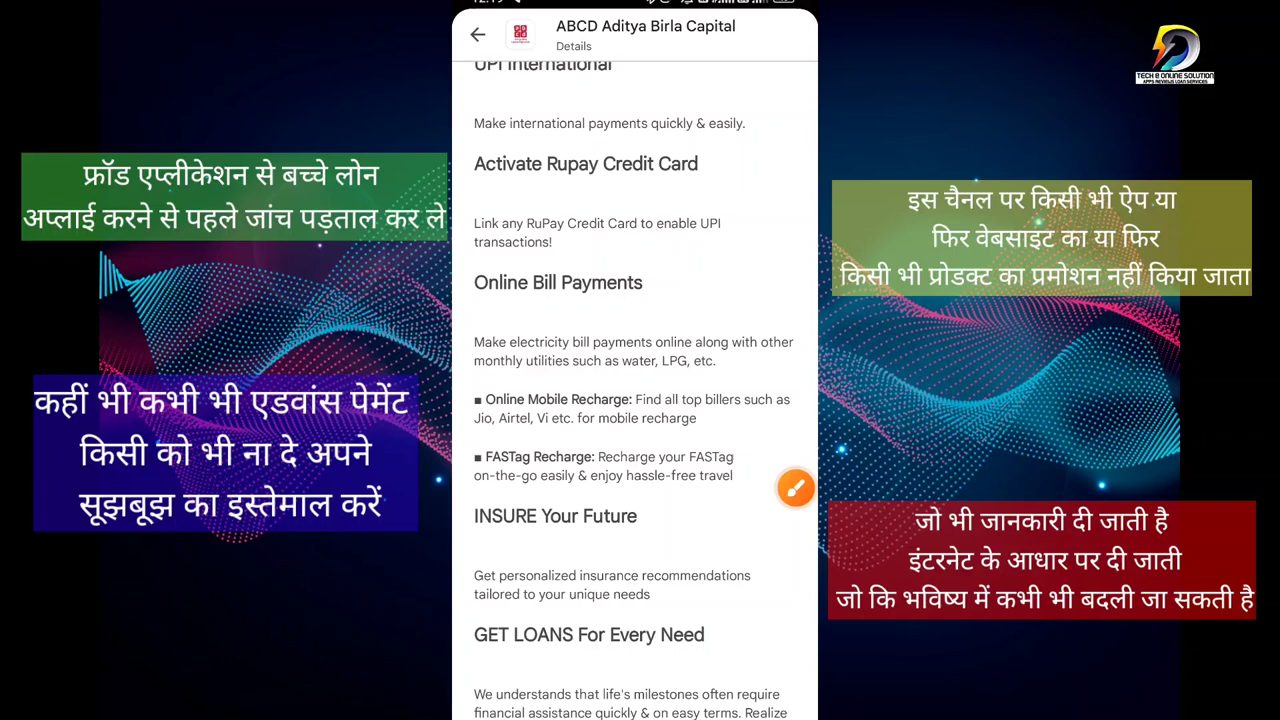 ABCD Aditya Birla Capital
Details
UPI International
Make international payments quickly & easily.
Activate Rupay Credit Card
Link any RuPay Credit Card to enable UPI
transactions!
Online Bill Payments
Make electricity bill payments online along with other
monthly utilities such as water, LPG, etc.
■ Online Mobile Recharge: Find all top billers such as
Jio, Airtel, Vi etc. for mobile recharge
■ FASTag Recharge: Recharge your FASTag
on-the-go easily & enjoy hassle-free travel
INSURE Your Future
Get personalized insurance recommendations
tailored to your unique needs
GET LOANS For Every Need
We understands that life's milestones often require
financial assistance quickly & on easy terms. Realize
फ्रॉड एप्लीकेशन से बच्चे लोन
अप्लाई करने से पहले जांच पड़ताल कर ले
कहीं भी कभी भी एडवांस पेमेंट
किसी को भी ना दे अपने
सूझबूझ का इस्तेमाल करें
TECH E ONLINE SOLUTION
APPS REVIEWS LOAN SERVICES
इस चैनल पर किसी भी ऐप या
फिर वेबसाइट का या फिर
किसी भी प्रोडक्ट का प्रमोशन नहीं किया जाता
जो भी जानकारी दी जाती है
इंटरनेट के आधार पर दी जाती
जो कि भविष्य में कभी भी बदली जा सकती है